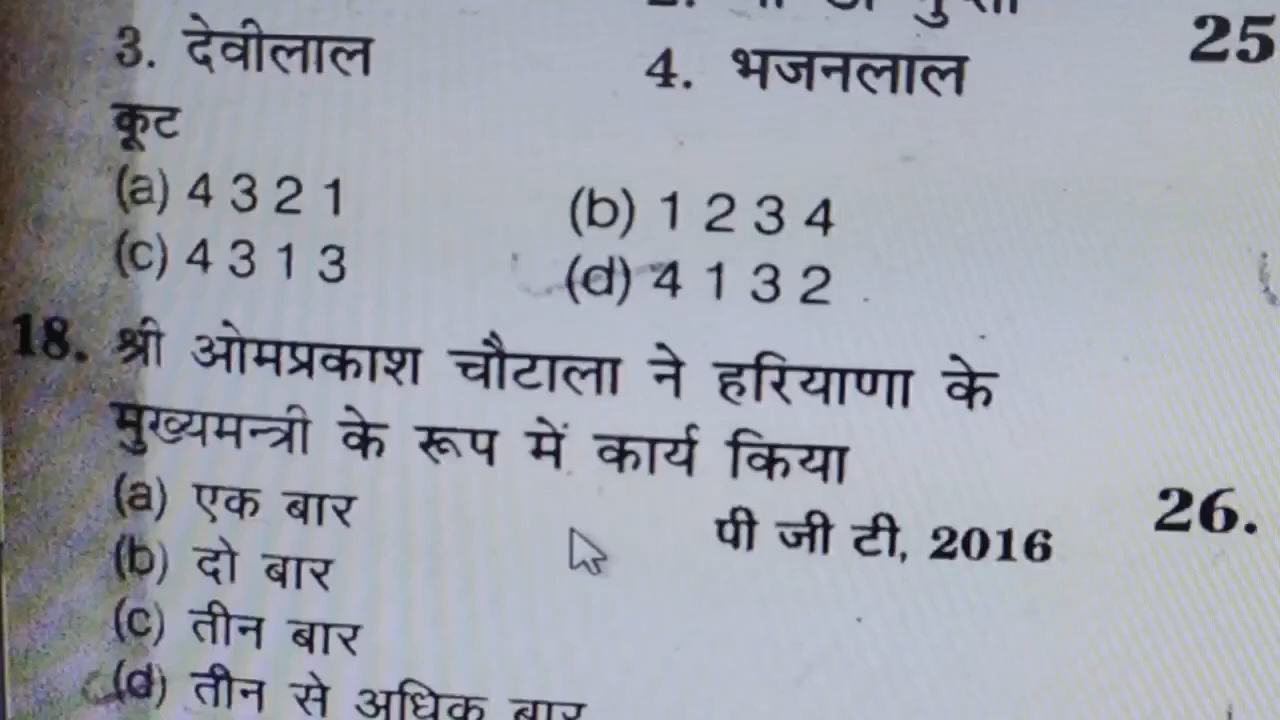 3. देवीलाल
4. भजनलाल
कूट
(a) 4 3 2 1
(b) 1 2 3 4
(c) 4 3 1 3
(d) 4 1 3 2
18. श्री ओमप्रकाश चौटाला ने हरियाणा के
मुख्यमन्त्री के रूप में कार्य किया
(a) एक बार
पी जी टी, 2016
(b) दो बार
(c) तीन बार
(d) तीन से अधिक बार
25
26.